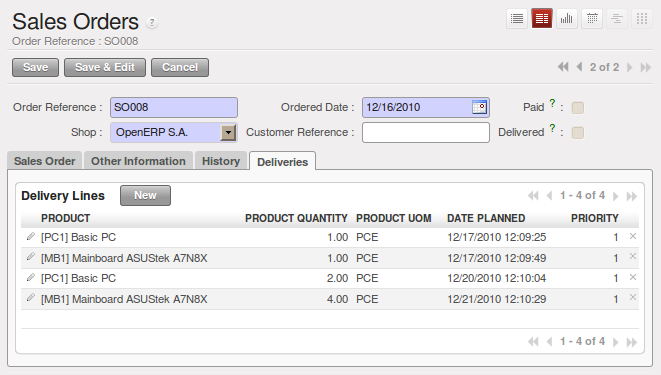 Sales Orders ?
Order Reference : SO008
Save Save & Edit Cancel 2 of 2
Order Reference : SO008 Ordered Date : 12/16/2010 Paid ? :
Shop : OpenERP S.A. Customer Reference : Delivered ? :
Sales Order Other Information History Deliveries
Delivery Lines New 1 - 4 of 4
PRODUCT PRODUCT QUANTITY PRODUCT UOM DATE PLANNED PRIORITY
[PC1] Basic PC 1.00 PCE 12/17/2010 12:09:25 1
[MB1] Mainboard ASUStek A7N8X 1.00 PCE 12/17/2010 12:09:49 1
[PC1] Basic PC 2.00 PCE 12/20/2010 12:10:04 1
[MB1] Mainboard ASUStek A7N8X 4.00 PCE 12/21/2010 12:10:29 1
1 - 4 of 4